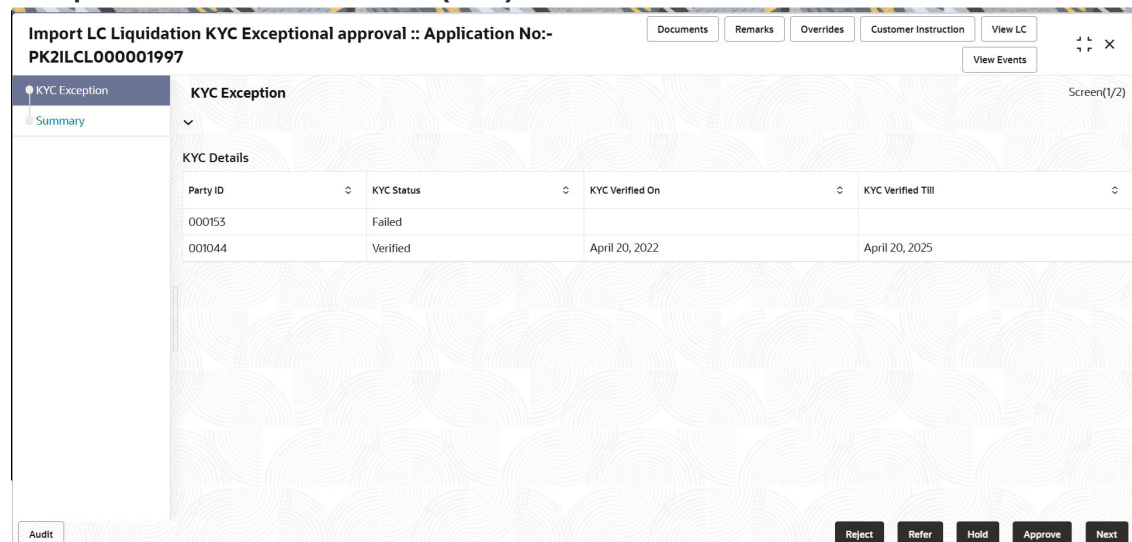 Import LC Liquidation KYC Exceptional approval :: Application No:- PK2ILCL000001997
Documents
Remarks
Overrides
Customer Instruction
View LC
View Events
KYC Exception
Summary
KYC Exception
Screen(1/2)
KYC Details
Party ID KYC Status KYC Verified On KYC Verified Till
000153 Failed
001044 Verified April 20, 2022 April 20, 2025
Audit
Reject Refer Hold Approve Next